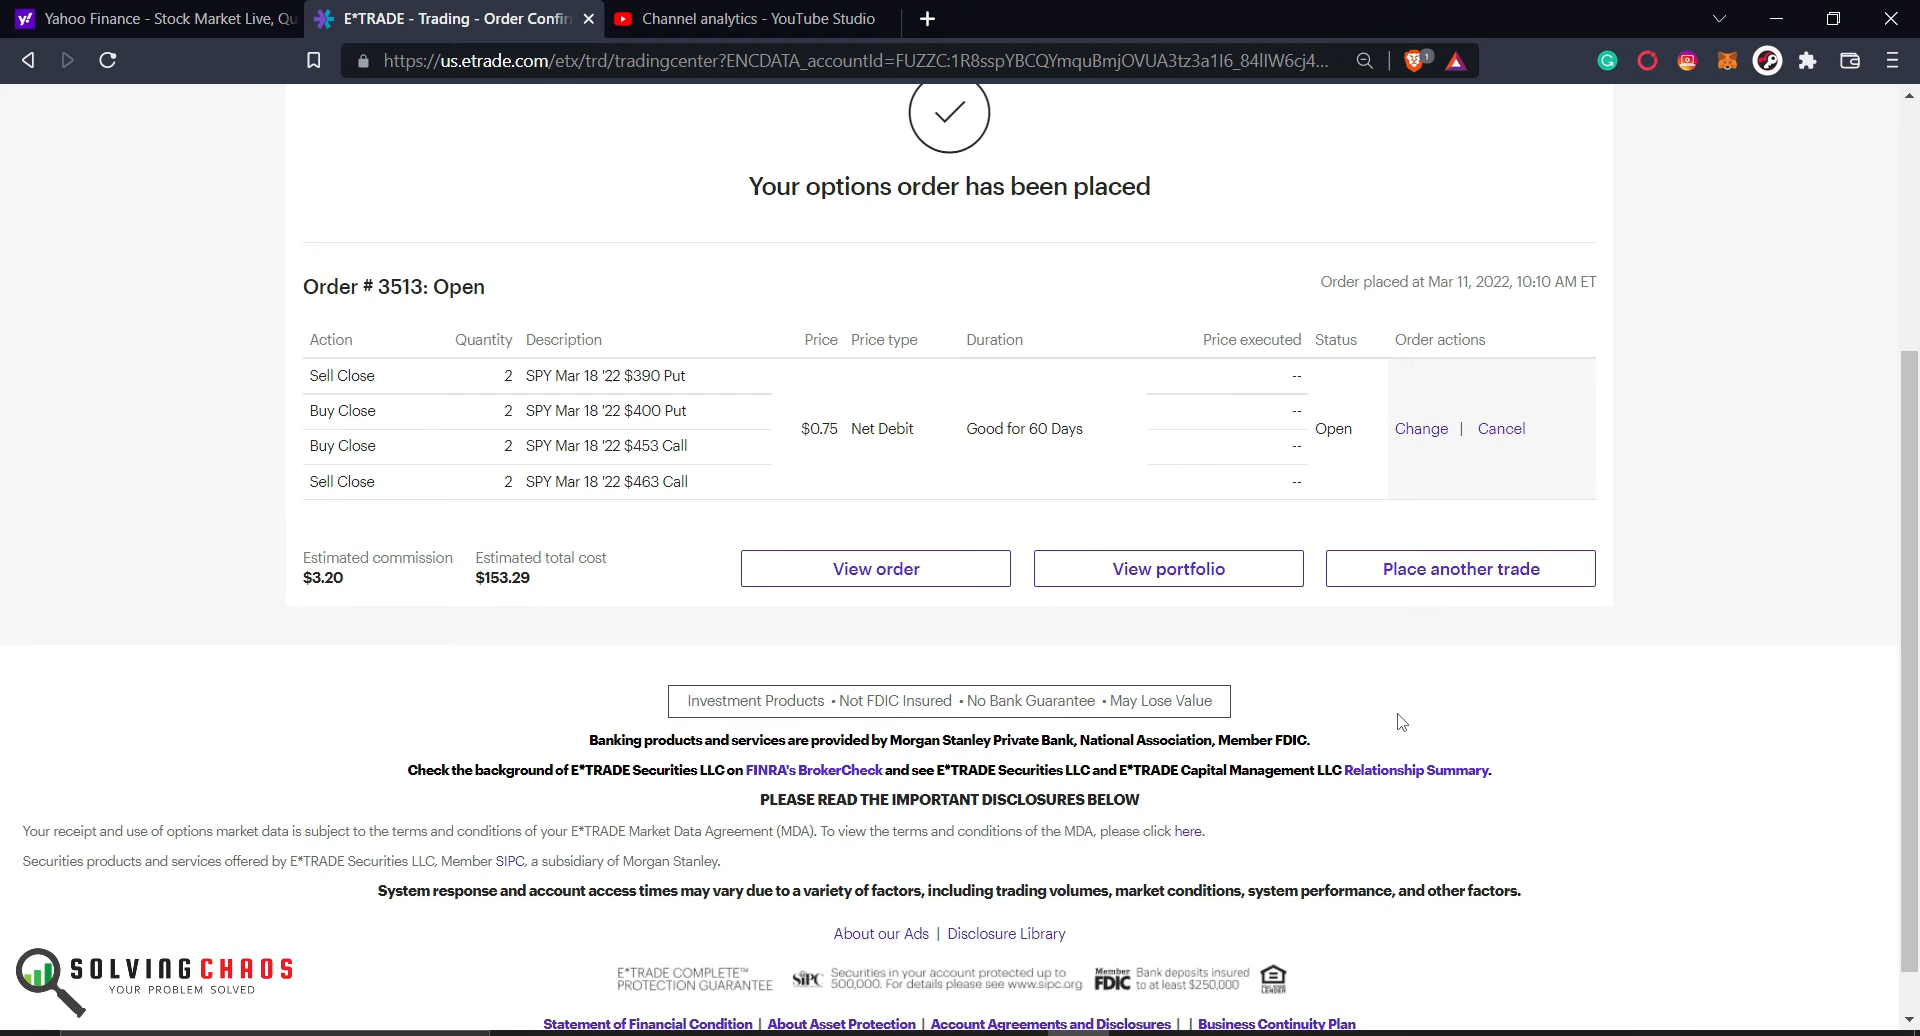 Yahoo Finance - Stock Market Live, Qu
E*TRADE - Trading - Order Confir
Channel analytics - YouTube Studio
https://us.etrade.com/etx/trd/tradingcenter?ENCDATA_accountId=FUZZC:1R8sspYBCQYmquBmjOVUA3tz3a1I6_84lIW6cj4...
1
Your options order has been placed
Order # 3513: Open
Order placed at Mar 11, 2022, 10:10 AM ET
Action Quantity Description Price Price type Duration Price executed Status Order actions
Sell Close 2 SPY Mar 18 '22 $390 Put --
Buy Close 2 SPY Mar 18 '22 $400 Put --
$0.75 Net Debit Good for 60 Days Open Change | Cancel
Buy Close 2 SPY Mar 18 '22 $453 Call --
Sell Close 2 SPY Mar 18 '22 $463 Call --
Estimated commission Estimated total cost
$3.20 $153.29
View order View portfolio Place another trade
Investment Products • Not FDIC Insured • No Bank Guarantee • May Lose Value
Banking products and services are provided by Morgan Stanley Private Bank, National Association, Member FDIC.
Check the background of E*TRADE Securities LLC on FINRA's BrokerCheck and see E*TRADE Securities LLC and E*TRADE Capital Management LLC Relationship Summary.
PLEASE READ THE IMPORTANT DISCLOSURES BELOW
Your receipt and use of options market data is subject to the terms and conditions of your E*TRADE Market Data Agreement (MDA). To view the terms and conditions of the MDA, please click here.
Securities products and services offered by E*TRADE Securities LLC, Member SIPC, a subsidiary of Morgan Stanley.
System response and account access times may vary due to a variety of factors, including trading volumes, market conditions, system performance, and other factors.
About our Ads | Disclosure Library
SOLVING CHAOS
YOUR PROBLEM SOLVED
E*TRADE COMPLETE™
PROTECTION GUARANTEE
SIPC
Securities in your account protected up to
500,000. For details please see www.sipc.org
Member
FDIC
Bank deposits insured
to at least $250,000
Statement of Financial Condition | About Asset Protection | Account Agreements and Disclosures | | Business Continuity Plan